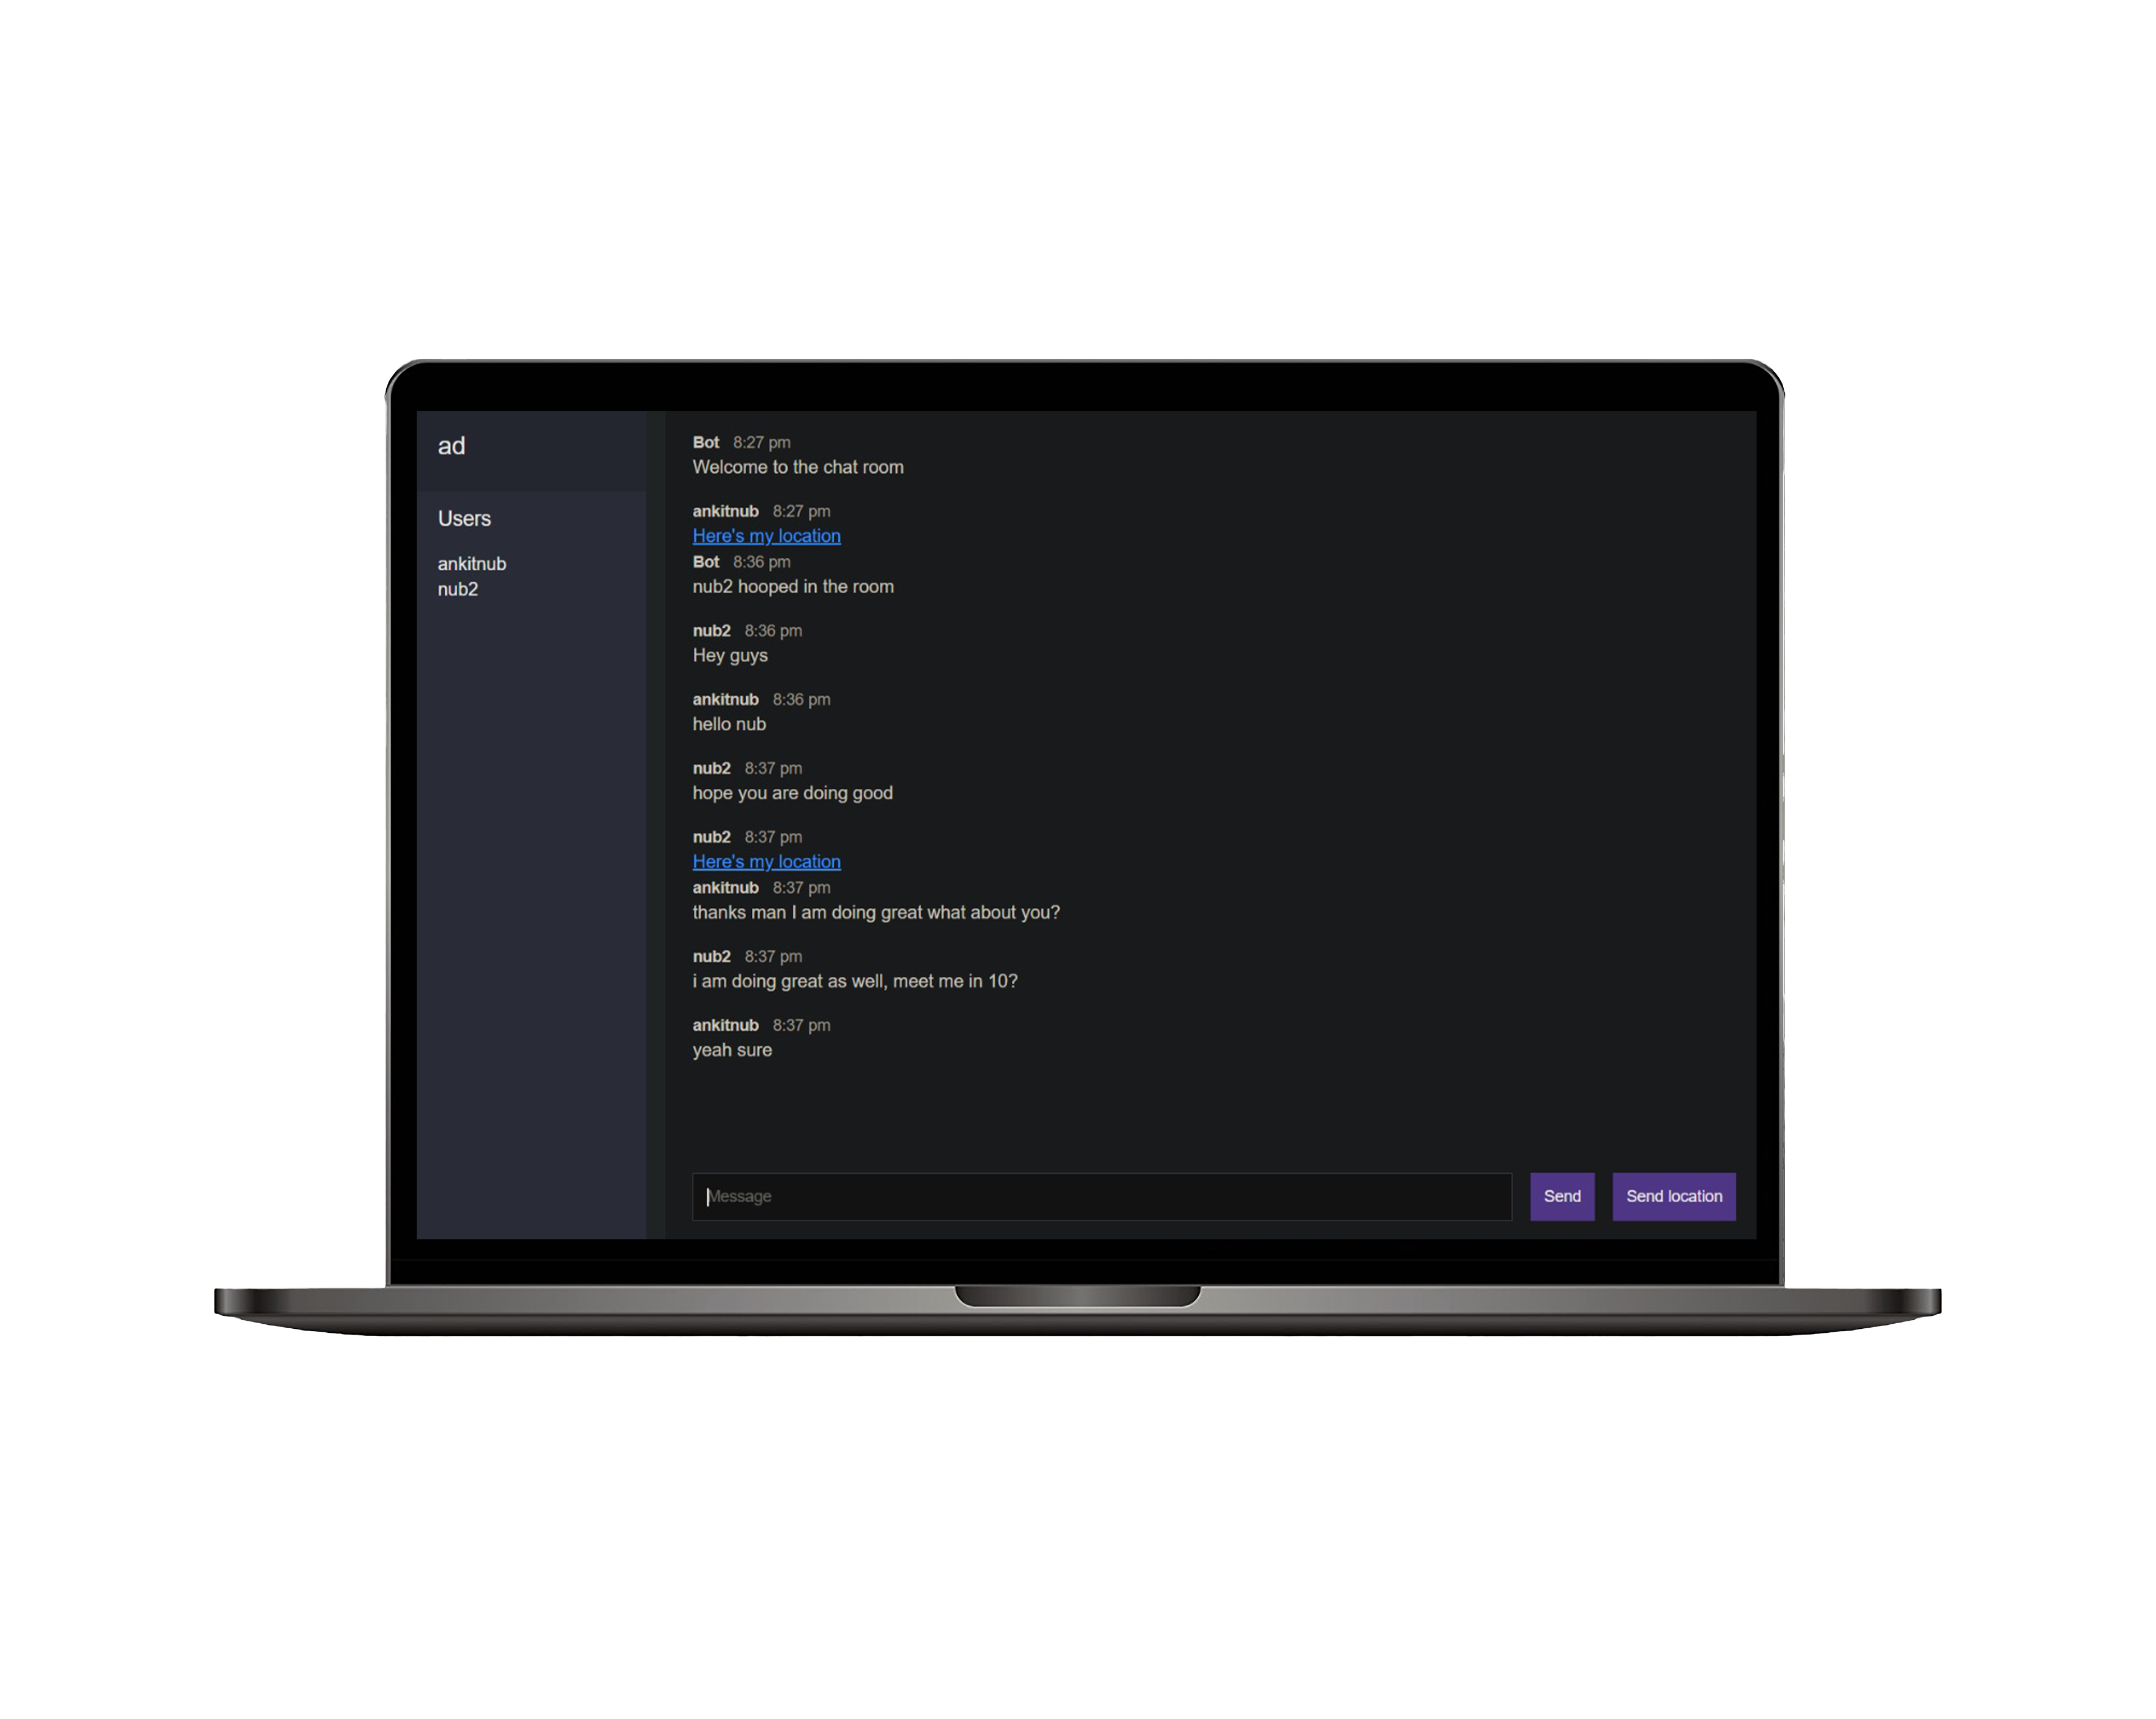 ad
Users
ankitnub
nub2
Bot 8:27 pm
Welcome to the chat room
ankitnub 8:27 pm
Here's my location
Bot 8:36 pm
nub2 hooped in the room
nub2 8:36 pm
Hey guys
ankitnub 8:36 pm
hello nub
nub2 8:37 pm
hope you are doing good
nub2 8:37 pm
Here's my location
ankitnub 8:37 pm
thanks man I am doing great what about you?
nub2 8:37 pm
i am doing great as well, meet me in 10?
ankitnub 8:37 pm
yeah sure
Message
Send
Send location